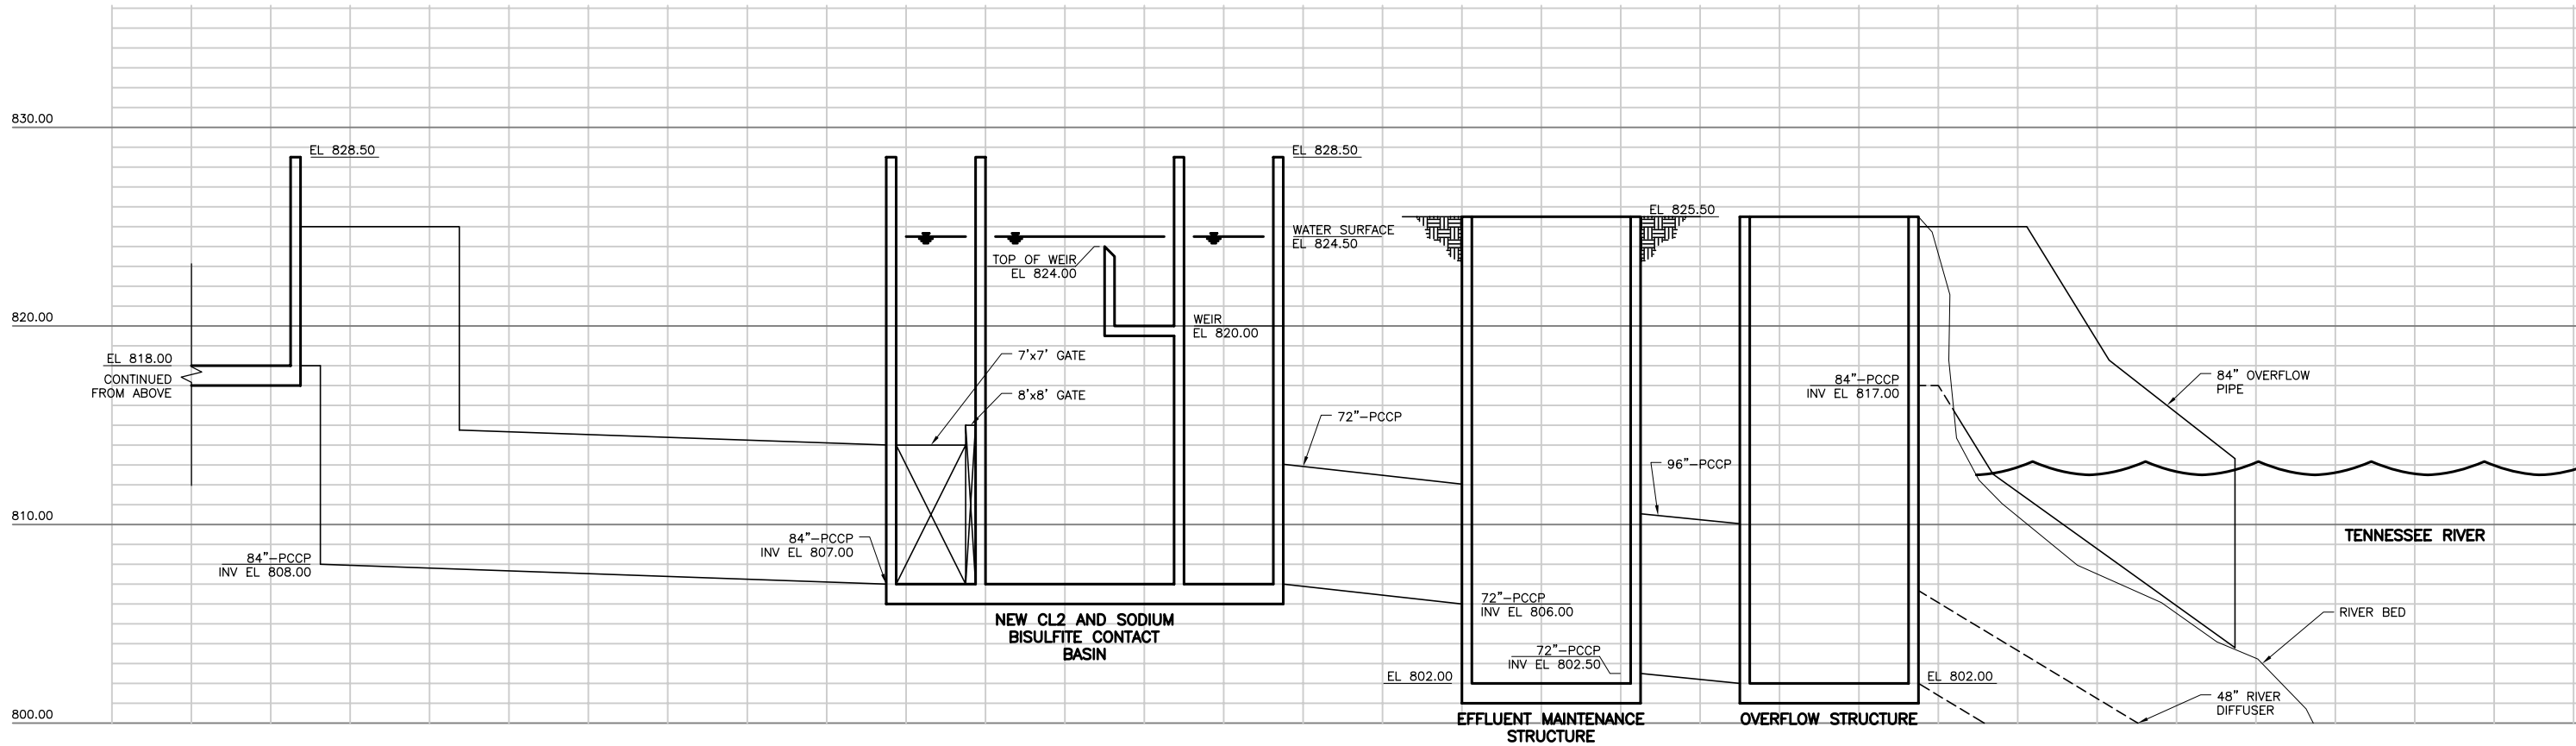 830.00
EL 828.50
EL 828.50
EL 825.50
WATER SURFACE
EL 824.50
TOP OF WEIR
EL 824.00
820.00
WEIR
EL 820.00
EL 818.00
CONTINUED
FROM ABOVE
7'x7' GATE
8'x8' GATE
72"-PCCP
84"-PCCP
INV EL 817.00
84" OVERFLOW
PIPE
96"-PCCP
810.00
84"-PCCP
INV EL 807.00
84"-PCCP
INV EL 808.00
TENNESSEE RIVER
NEW CL2 AND SODIUM
BISULFITE CONTACT
BASIN
72"-PCCP
INV EL 806.00
RIVER BED
72"-PCCP
INV EL 802.50
EL 802.00
EL 802.00
48" RIVER
DIFFUSER
800.00
EFFLUENT MAINTENANCE
STRUCTURE
OVERFLOW STRUCTURE